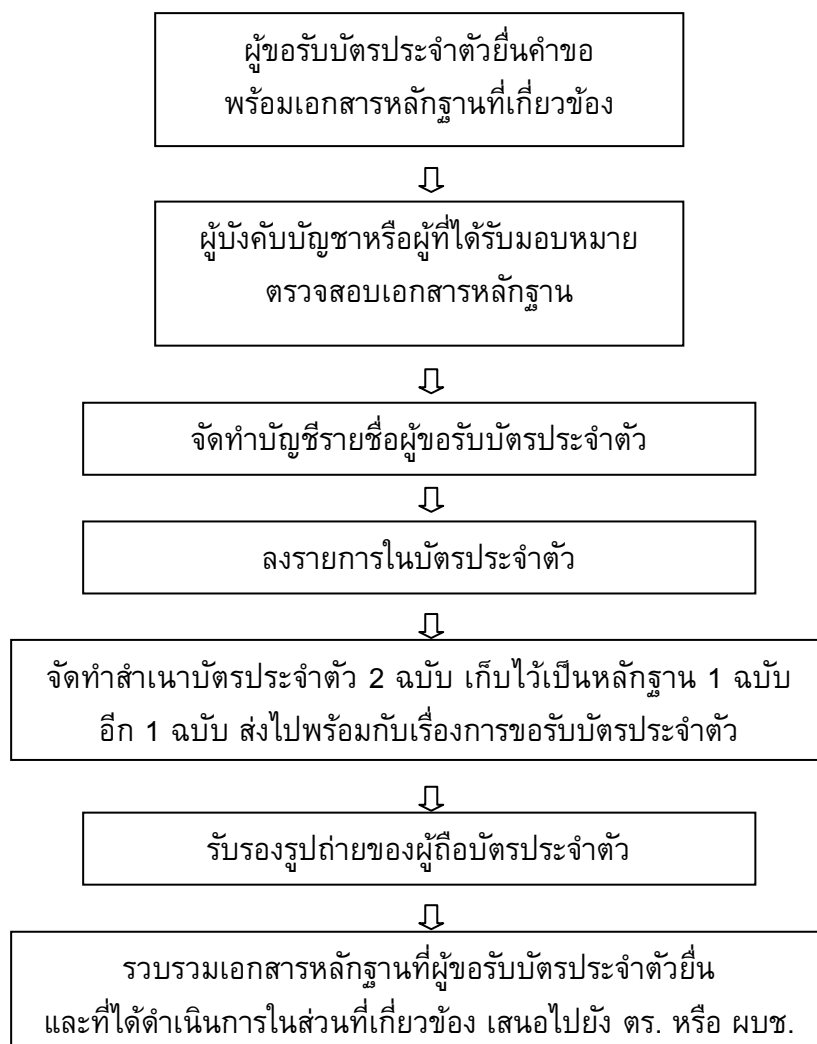 ผู้ขอรับบัตรประจำตัวยื่นคำขอ
พร้อมเอกสารหลักฐานที่เกี่ยวข้อง
ผู้บังคับบัญชาหรือผู้ที่ได้รับมอบหมาย
ตรวจสอบเอกสารหลักฐาน
จัดทำบัญชีรายชื่อผู้ขอรับบัตรประจำตัว
ลงรายการในบัตรประจำตัว
จัดทำสำเนาบัตรประจำตัว 2 ฉบับ เก็บไว้เป็นหลักฐาน 1 ฉบับ
อีก 1 ฉบับ ส่งไปพร้อมกับเรื่องการขอรับบัตรประจำตัว
รับรองรูปถ่ายของผู้ถือบัตรประจำตัว
รวบรวมเอกสารหลักฐานที่ผู้ขอรับบัตรประจำตัวยื่น
และที่ได้ดำเนินการในส่วนที่เกี่ยวข้อง เสนอไปยัง ตร. หรือ ผบช.